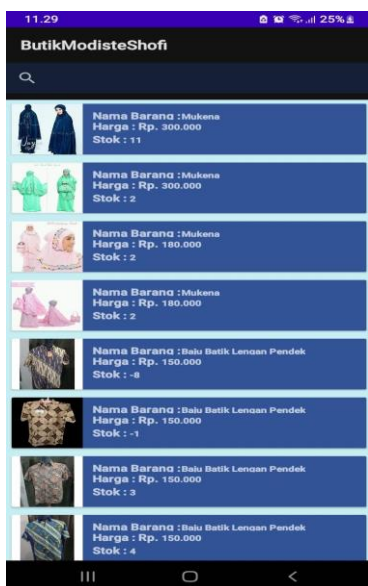 11.29
25%
ButikModisteShofi
Nama Barang :Mukena
Harga : Rp. 300.000
Stok : 11
Nama Barang :Mukena
Harga : Rp. 300.000
Stok : 2
Nama Barang :Mukena
Harga : Rp. 180.000
Stok : 2
Nama Barang :Mukena
Harga : Rp. 180.000
Stok : 2
Nama Barang :Baju Batik Lengan Pendek
Harga : Rp. 150.000
Stok : -8
Nama Barang :Baju Batik Lengan Pendek
Harga : Rp. 150.000
Stok : -1
Nama Barang :Baju Batik Lengan Pendek
Harga : Rp. 150.000
Stok : 3
Nama Barang :Baju Batik Lengan Pendek
Harga : Rp. 150.000
Stok : 4